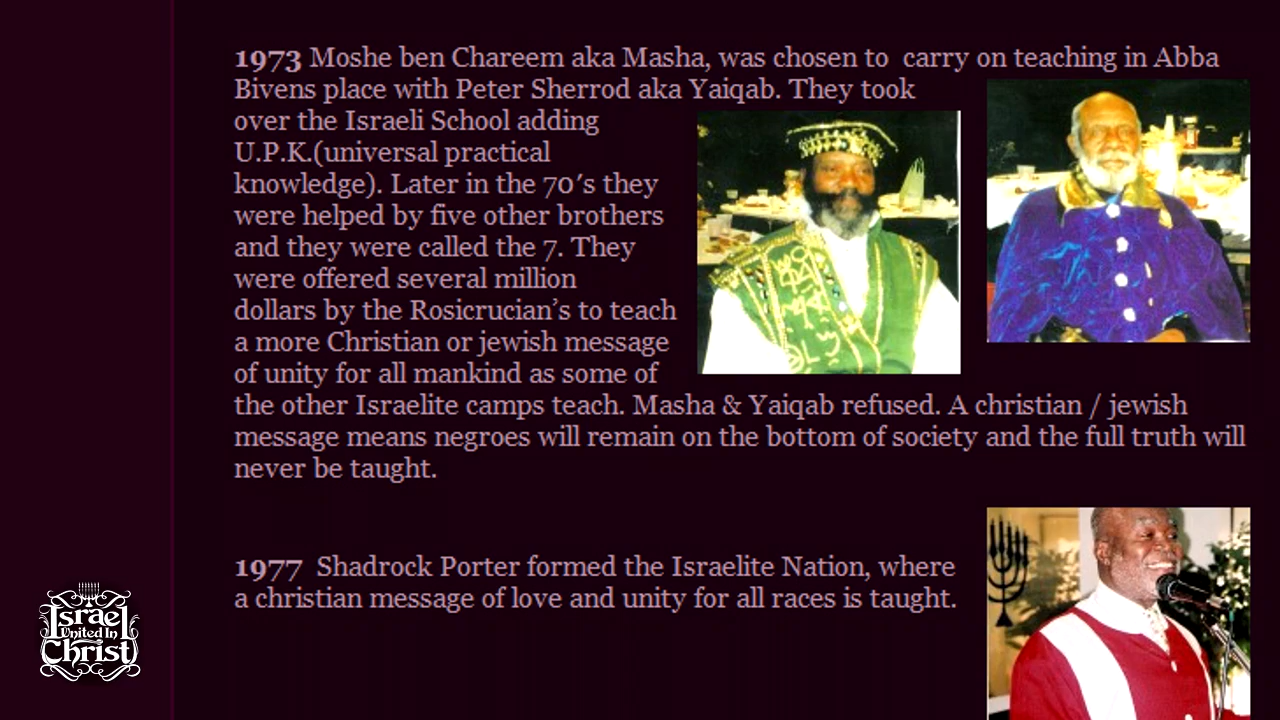 1973 Moshe ben Chareem aka Masha, was chosen to  carry on teaching in Abba
Bivens place with Peter Sherrod aka Yaiqab. They took
over the Israeli School adding
U.P.K.(universal practical
knowledge). Later in the 70′s they
were helped by five other brothers
and they were called the 7. They
were offered several million
dollars by the Rosicrucian’s to teach
a more Christian or jewish message
of unity for all mankind as some of
the other Israelite camps teach. Masha & Yaiqab refused. A christian / jewish
message means negroes will remain on the bottom of society and the full truth will
never be taught.
1977  Shadrock Porter formed the Israelite Nation, where
a christian message of love and unity for all races is taught.
Israel
United In
Christ